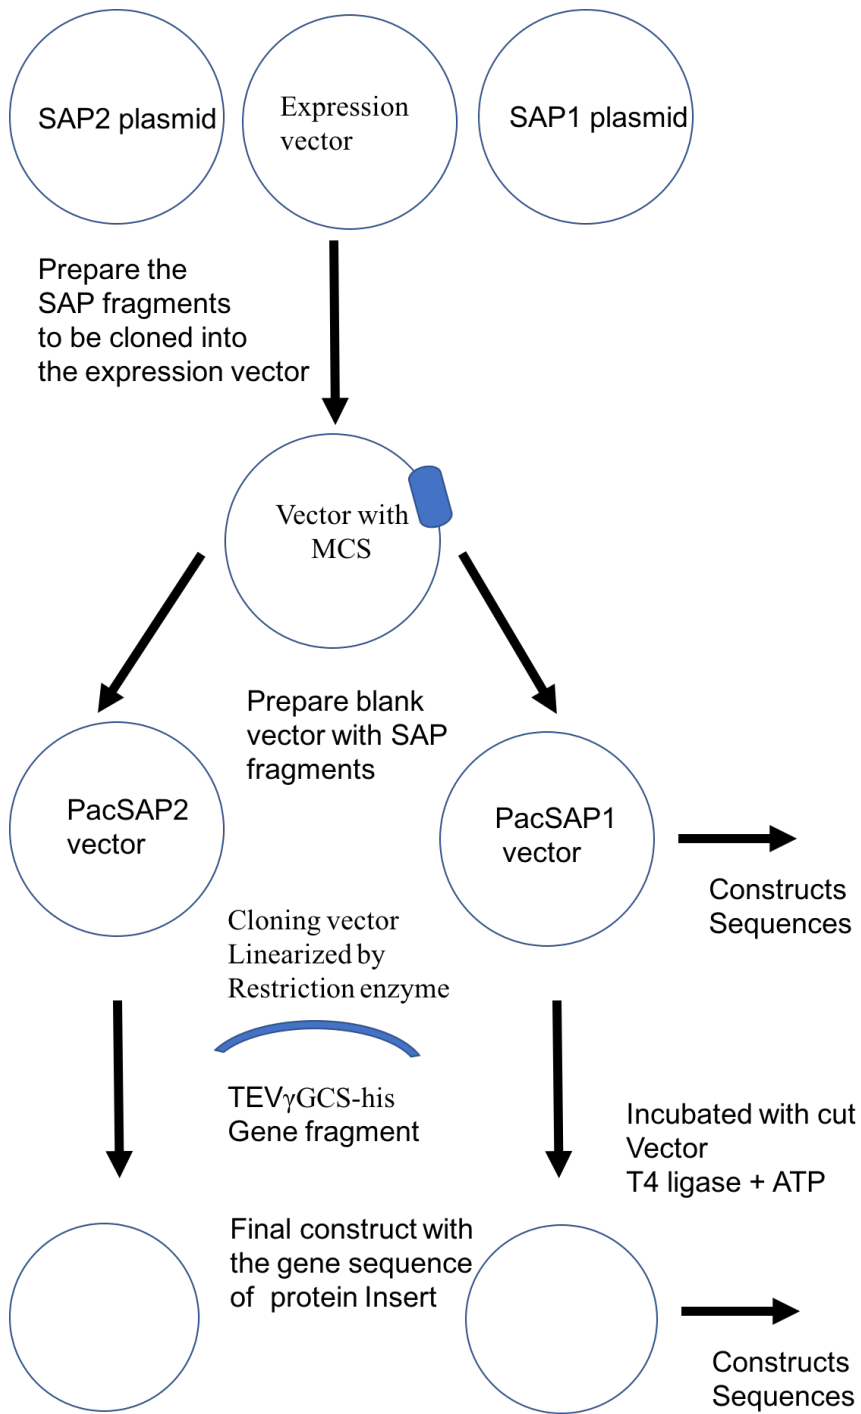 SAP2 plasmid
Expression
vector
SAP1 plasmid
Prepare the
SAP fragments
to be cloned into
the expression vector
Vector with
MCS
Prepare blank
vector with SAP
fragments
PacSAP2
vector
PacSAP1
vector
Constructs
Sequences
Cloning vector
Linearized by
Restriction enzyme
TEVγGCS-his
Gene fragment
Incubated with cut
Vector
T4 ligase + ATP
Final construct with
the gene sequence
of protein Insert
Constructs
Sequences